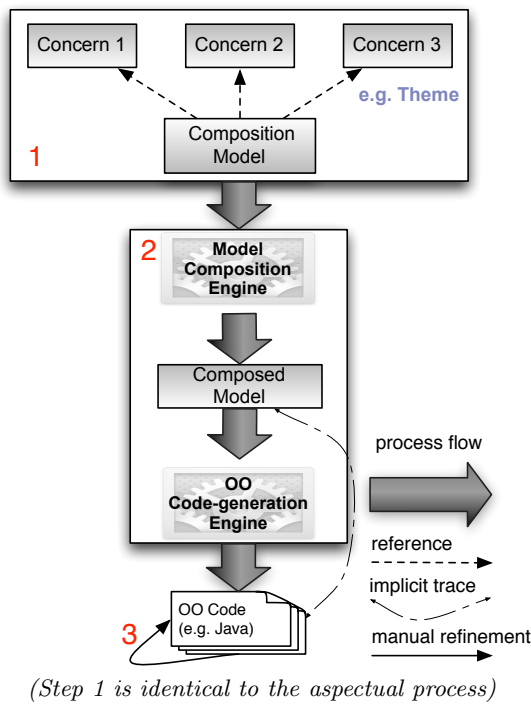 Concern 1
Concern 2
Concern 3
e.g. Theme
Composition
Model
1
2
Model
Composition
Engine
Composed
Model
OO
Code-generation
Engine
process flow
reference
implicit trace
manual refinement
3
OO Code
(e.g. Java)
(Step 1 is identical to the aspectual process)